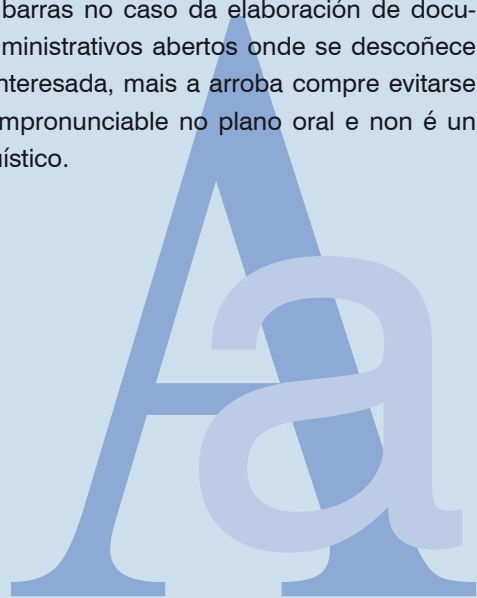 barras no caso da elaboración de docu-
ministrativos abertos onde se descoñece
nteresada, mais a arroba compre evitarse
mpronunciable no plano oral e non é un
ístico.
A
a